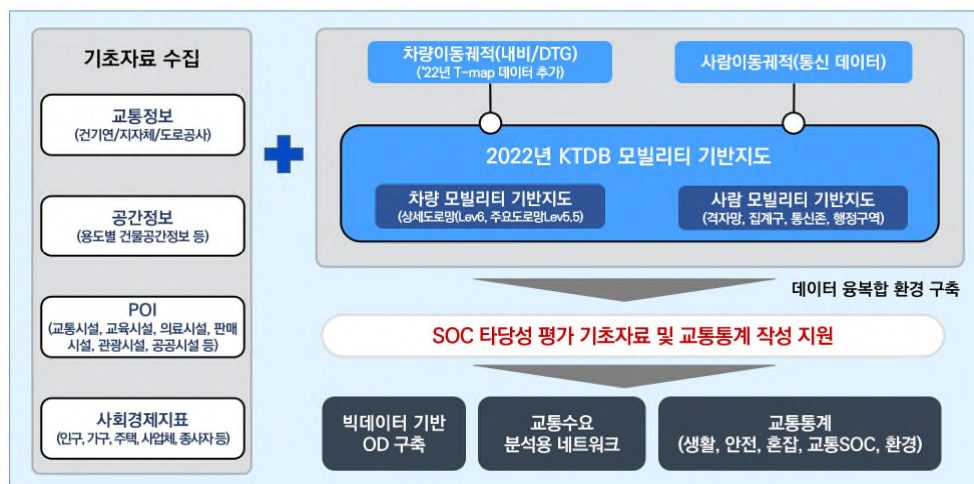 기초자료 수집
교통정보
(건기연/지자체/도로공사)
공간정보
(용도별 건물공간정보 등)
POI
(교통시설, 교육시설, 의료시설, 판매
시설, 관광시설, 공공시설 등)
사회경제지표
(인구, 가구, 주택, 사업체, 종사자 등)
차량이동궤적(내비/DTG)
('22년 T-map 데이터 추가)
사람이동궤적(통신 데이터)
2022년 KTDB 모빌리티 기반지도
차량 모빌리티 기반지도
(상세도로망(Lev6, 주요도로망Lev5.5)
사람 모빌리티 기반지도
(격자망, 집계구, 통신존, 행정구역)
데이터 융복합 환경 구축
SOC 타당성 평가 기초자료 및 교통통계 작성 지원
빅데이터 기반
OD 구축
교통수요
분석용 네트워크
교통통계
(생활, 안전, 혼잡, 교통SOC, 환경)